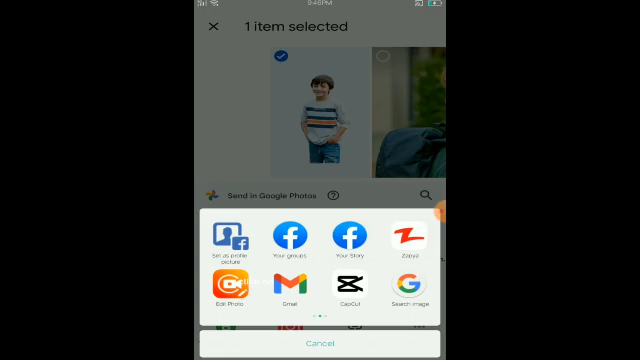 9:46PM
1 item selected
Send in Google Photos
Set as profile picture
Your groups
Your Story
Zapya
Edit Photo
Gmail
CapCut
Search image
Cancel